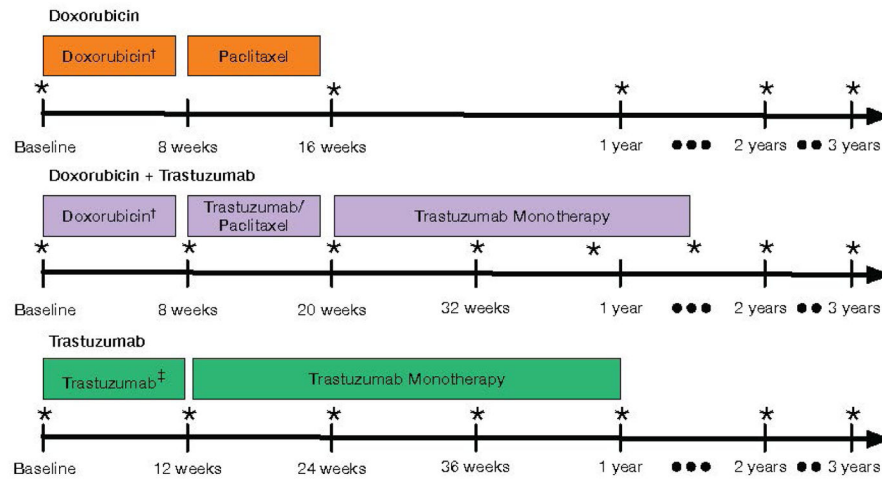 Doxorubicin
Doxorubicin† Paclitaxel
* * * * *
Baseline 8 weeks 16 weeks 1 year ●●● 2 years ●● 3 years
Doxorubicin + Trastuzumab
Doxorubicin† Trastuzumab/
Paclitaxel Trastuzumab Monotherapy
* * * * * * * *
Baseline 8 weeks 20 weeks 32 weeks 1 year ●●● 2 years ●● 3 years
Trastuzumab
Trastuzumab‡ Trastuzumab Monotherapy
* * * * * * *
Baseline 12 weeks 24 weeks 36 weeks 1 year ●●● 2 years ●● 3 years